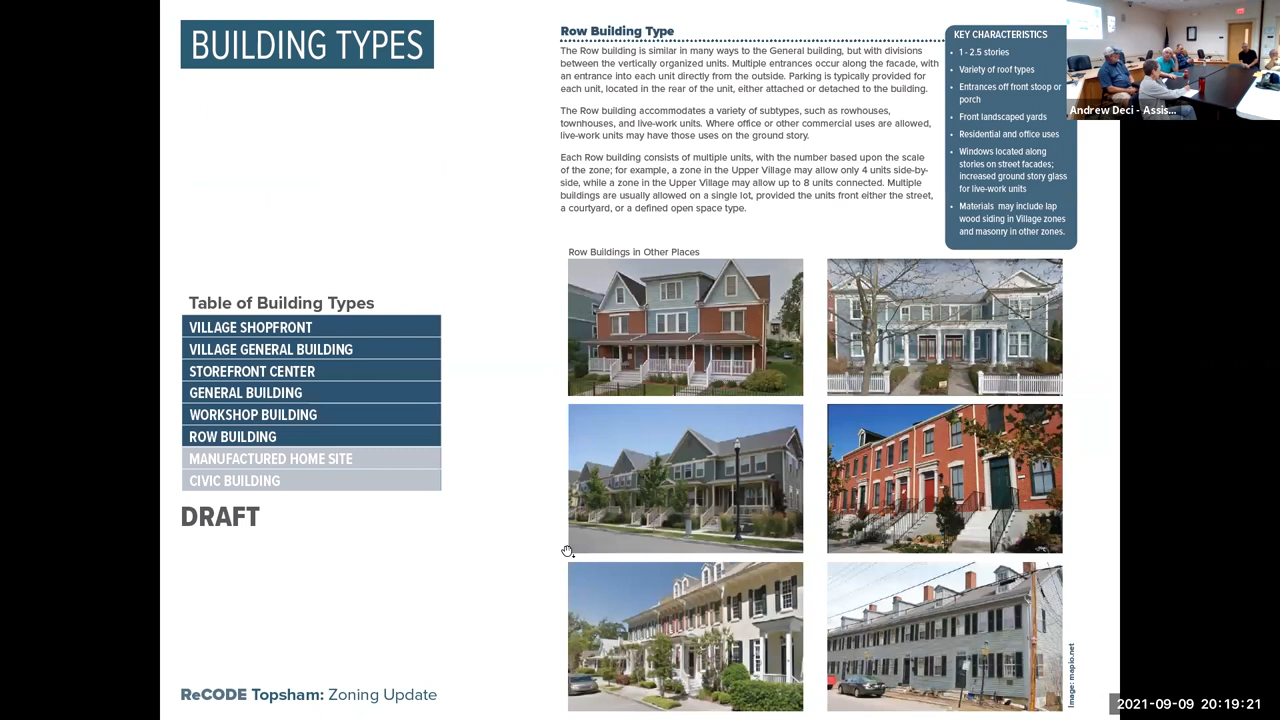 BUILDING TYPES
Row Building Type
The Row building is similar in many ways to the General building, but with divisions
between the vertically organized units. Multiple entrances occur along the facade, with
an entrance into each unit directly from the outside. Parking is typically provided for
each unit, located in the rear of the unit, either attached or detached to the building.
The Row building accommodates a variety of subtypes, such as rowhouses,
townhouses, and live-work units. Where office or other commercial uses are allowed,
live-work units may have those uses on the ground story.
Each Row building consists of multiple units, with the number based upon the scale
of the zone; for example, a zone in the Upper Village may allow only 4 units side-by-
side, while a zone in the Upper Village may allow up to 8 units connected. Multiple
buildings are usually allowed on a single lot, provided the units front either the street,
a courtyard, or a defined open space type.
KEY CHARACTERISTICS
• 1 - 2.5 stories
• Variety of roof types
• Entrances off front stoop or
porch
• Front landscaped yards
• Residential and office uses
• Windows located along
stories on street facades;
increased ground story glass
for live-work units
• Materials may include lap
wood siding in Village zones
and masonry in other zones.
Andrew Deci - Assis...
Row Buildings in Other Places
Table of Building Types
VILLAGE SHOPFRONT
VILLAGE GENERAL BUILDING
STOREFRONT CENTER
GENERAL BUILDING
WORKSHOP BUILDING
ROW BUILDING
MANUFACTURED HOME SITE
CIVIC BUILDING
DRAFT
Image: mapio.net
ReCODE Topsham: Zoning Update
2021-09-09 20:19:21